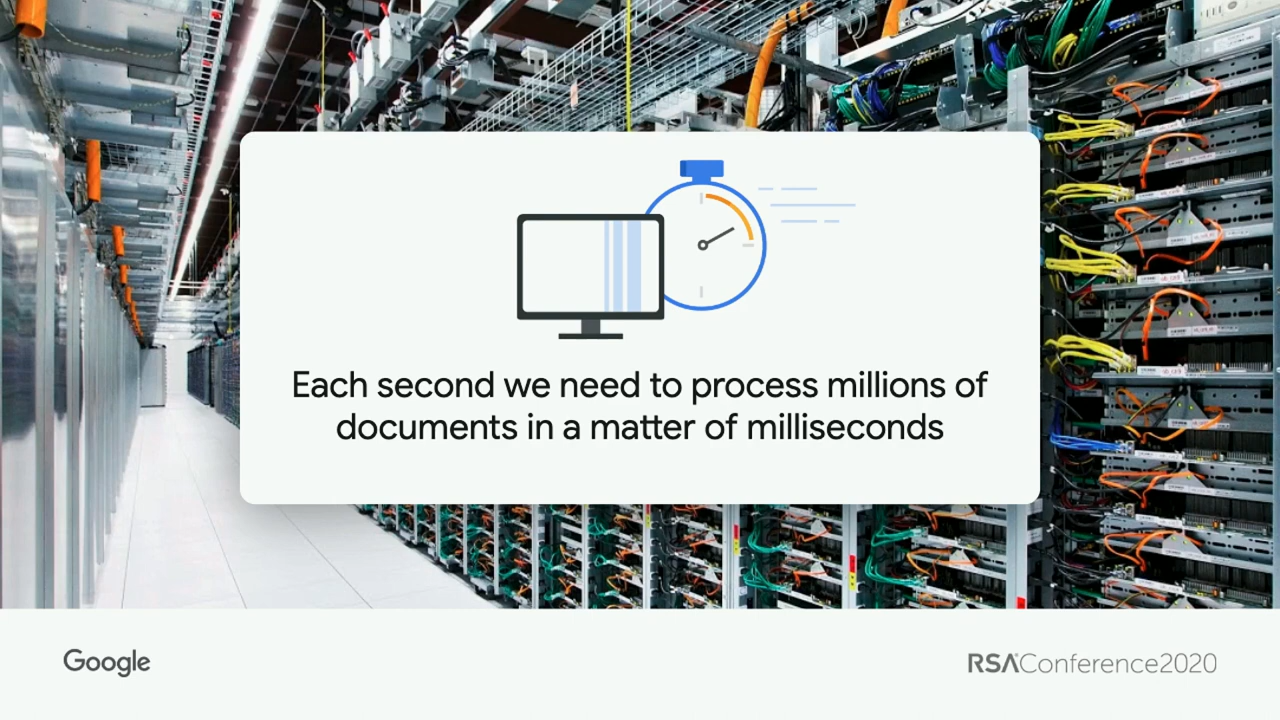 Each second we need to process millions of
documents in a matter of milliseconds
Google
RSAConference2020